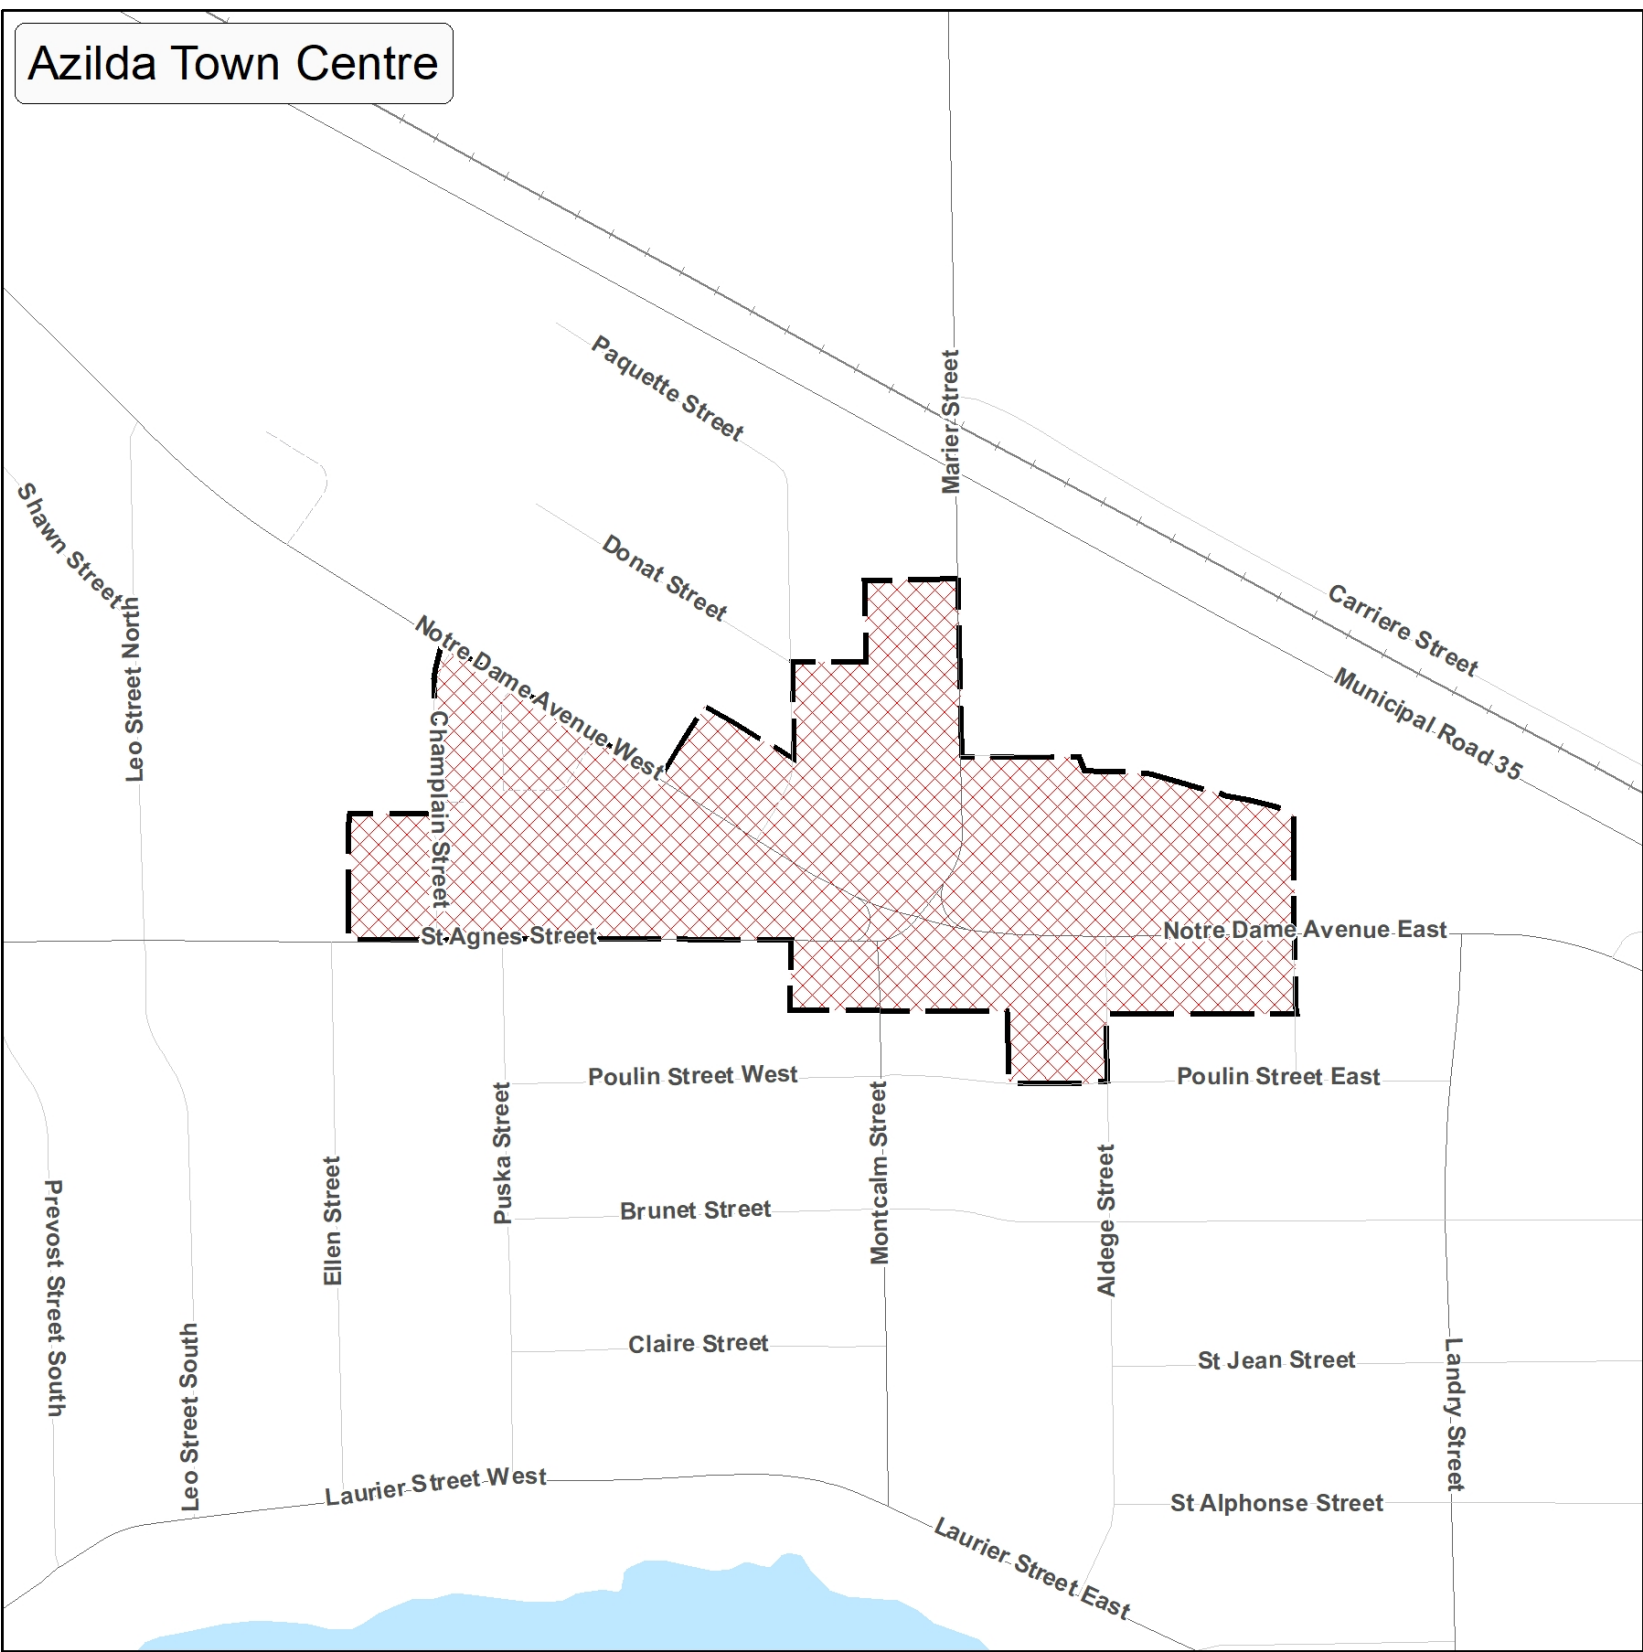 Azilda Town Centre
Paquette Street
Marier Street
Shawn Street
Donat Street
Carriere Street
Leo Street North
Notre Dame Avenue West
Municipal Road 35
Champlain Street
St Agnes Street
Notre Dame Avenue East
Poulin Street West
Poulin Street East
Puska Street
Montcalm Street
Aldege Street
Ellen Street
Prevost Street South
Brunet Street
Claire Street
St Jean Street
Leo Street South
Landry Street
Laurier Street West
St Alphonse Street
Laurier Street East